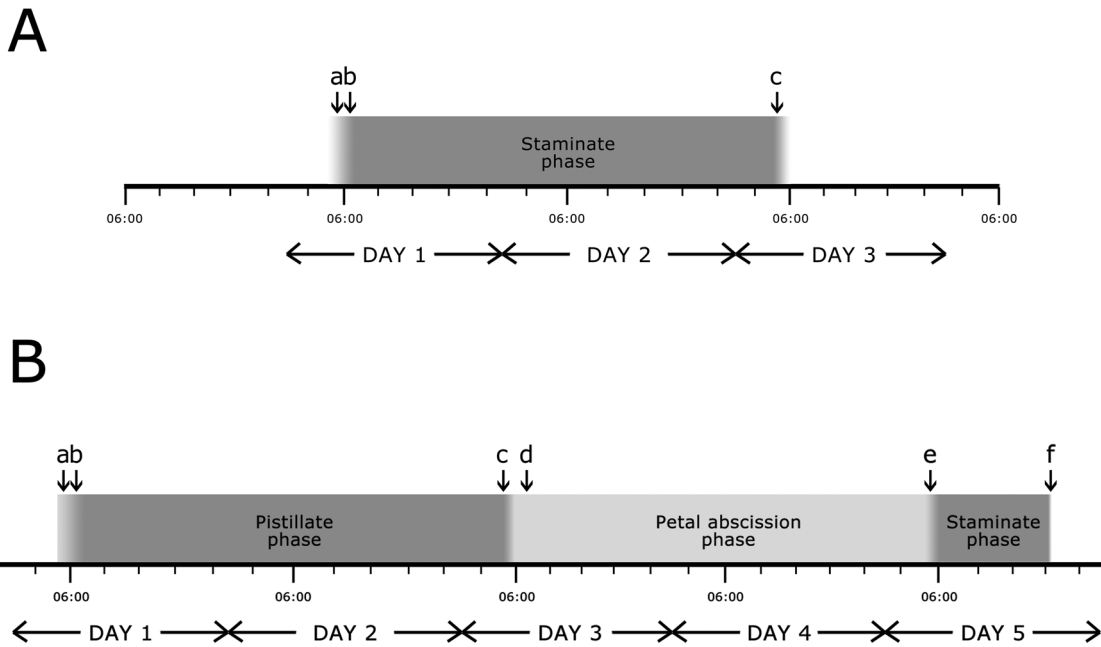 A
ab
c
Staminate
phase
06:00 06:00 06:00 06:00 06:00
DAY 1 DAY 2 DAY 3
B
ab c d e f
Pistillate
phase
Petal abscission
phase
Staminate
phase
06:00 06:00 06:00 06:00 06:00
DAY 1 DAY 2 DAY 3 DAY 4 DAY 5